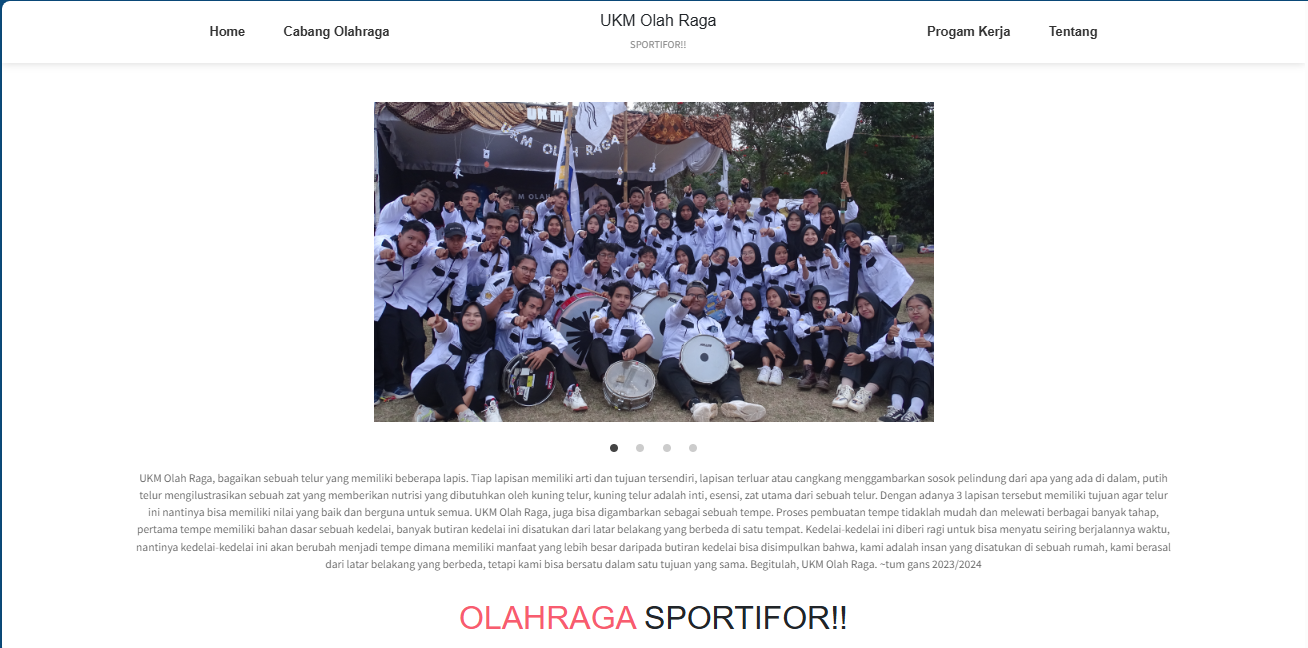 UKM Olah Raga
Home
Cabang Olahraga
Progam Kerja
Tentang
SPORTIFOR!!
UKM
UKM OLAH RAGA
UKM Olah Raga, bagaikan sebuah telur yang memiliki beberapa lapis. Tiap lapisan memiliki arti dan tujuan tersendiri, lapisan terluar atau cangkang menggambarkan sosok pelindung dari apa yang ada di dalam, putih
telur mengilustrasikan sebuah zat yang memberikan nutrisi yang dibutuhkan oleh kuning telur, kuning telur adalah inti, esensi, zat utama dari sebuah telur. Dengan adanya 3 lapisan tersebut memiliki tujuan agar telur
ini nantinya bisa memiliki nilai yang baik dan berguna untuk semua. UKM Olah Raga, juga bisa digambarkan sebagai sebuah tempe. Proses pembuatan tempe tidaklah mudah dan melewati berbagai banyak tahap,
pertama tempe memiliki bahan dasar sebuah kedelai, banyak butiran kedelai ini disatukan dari latar belakang yang berbeda di satu tempat. Kedelai-kedelai ini diberi ragi untuk bisa menyatu seiring berjalannya waktu,
nantinya kedelai-kedelai ini akan berubah menjadi tempe dimana memiliki manfaat yang lebih besar daripada butiran kedelai bisa disimpulkan bahwa, kami adalah insan yang disatukan di sebuah rumah, kami berasal
dari latar belakang yang berbeda, tetapi kami bisa bersatu dalam satu tujuan yang sama. Begitulah, UKM Olah Raga. ~tum gans 2023/2024
OLAHRAGA SPORTIFOR!!